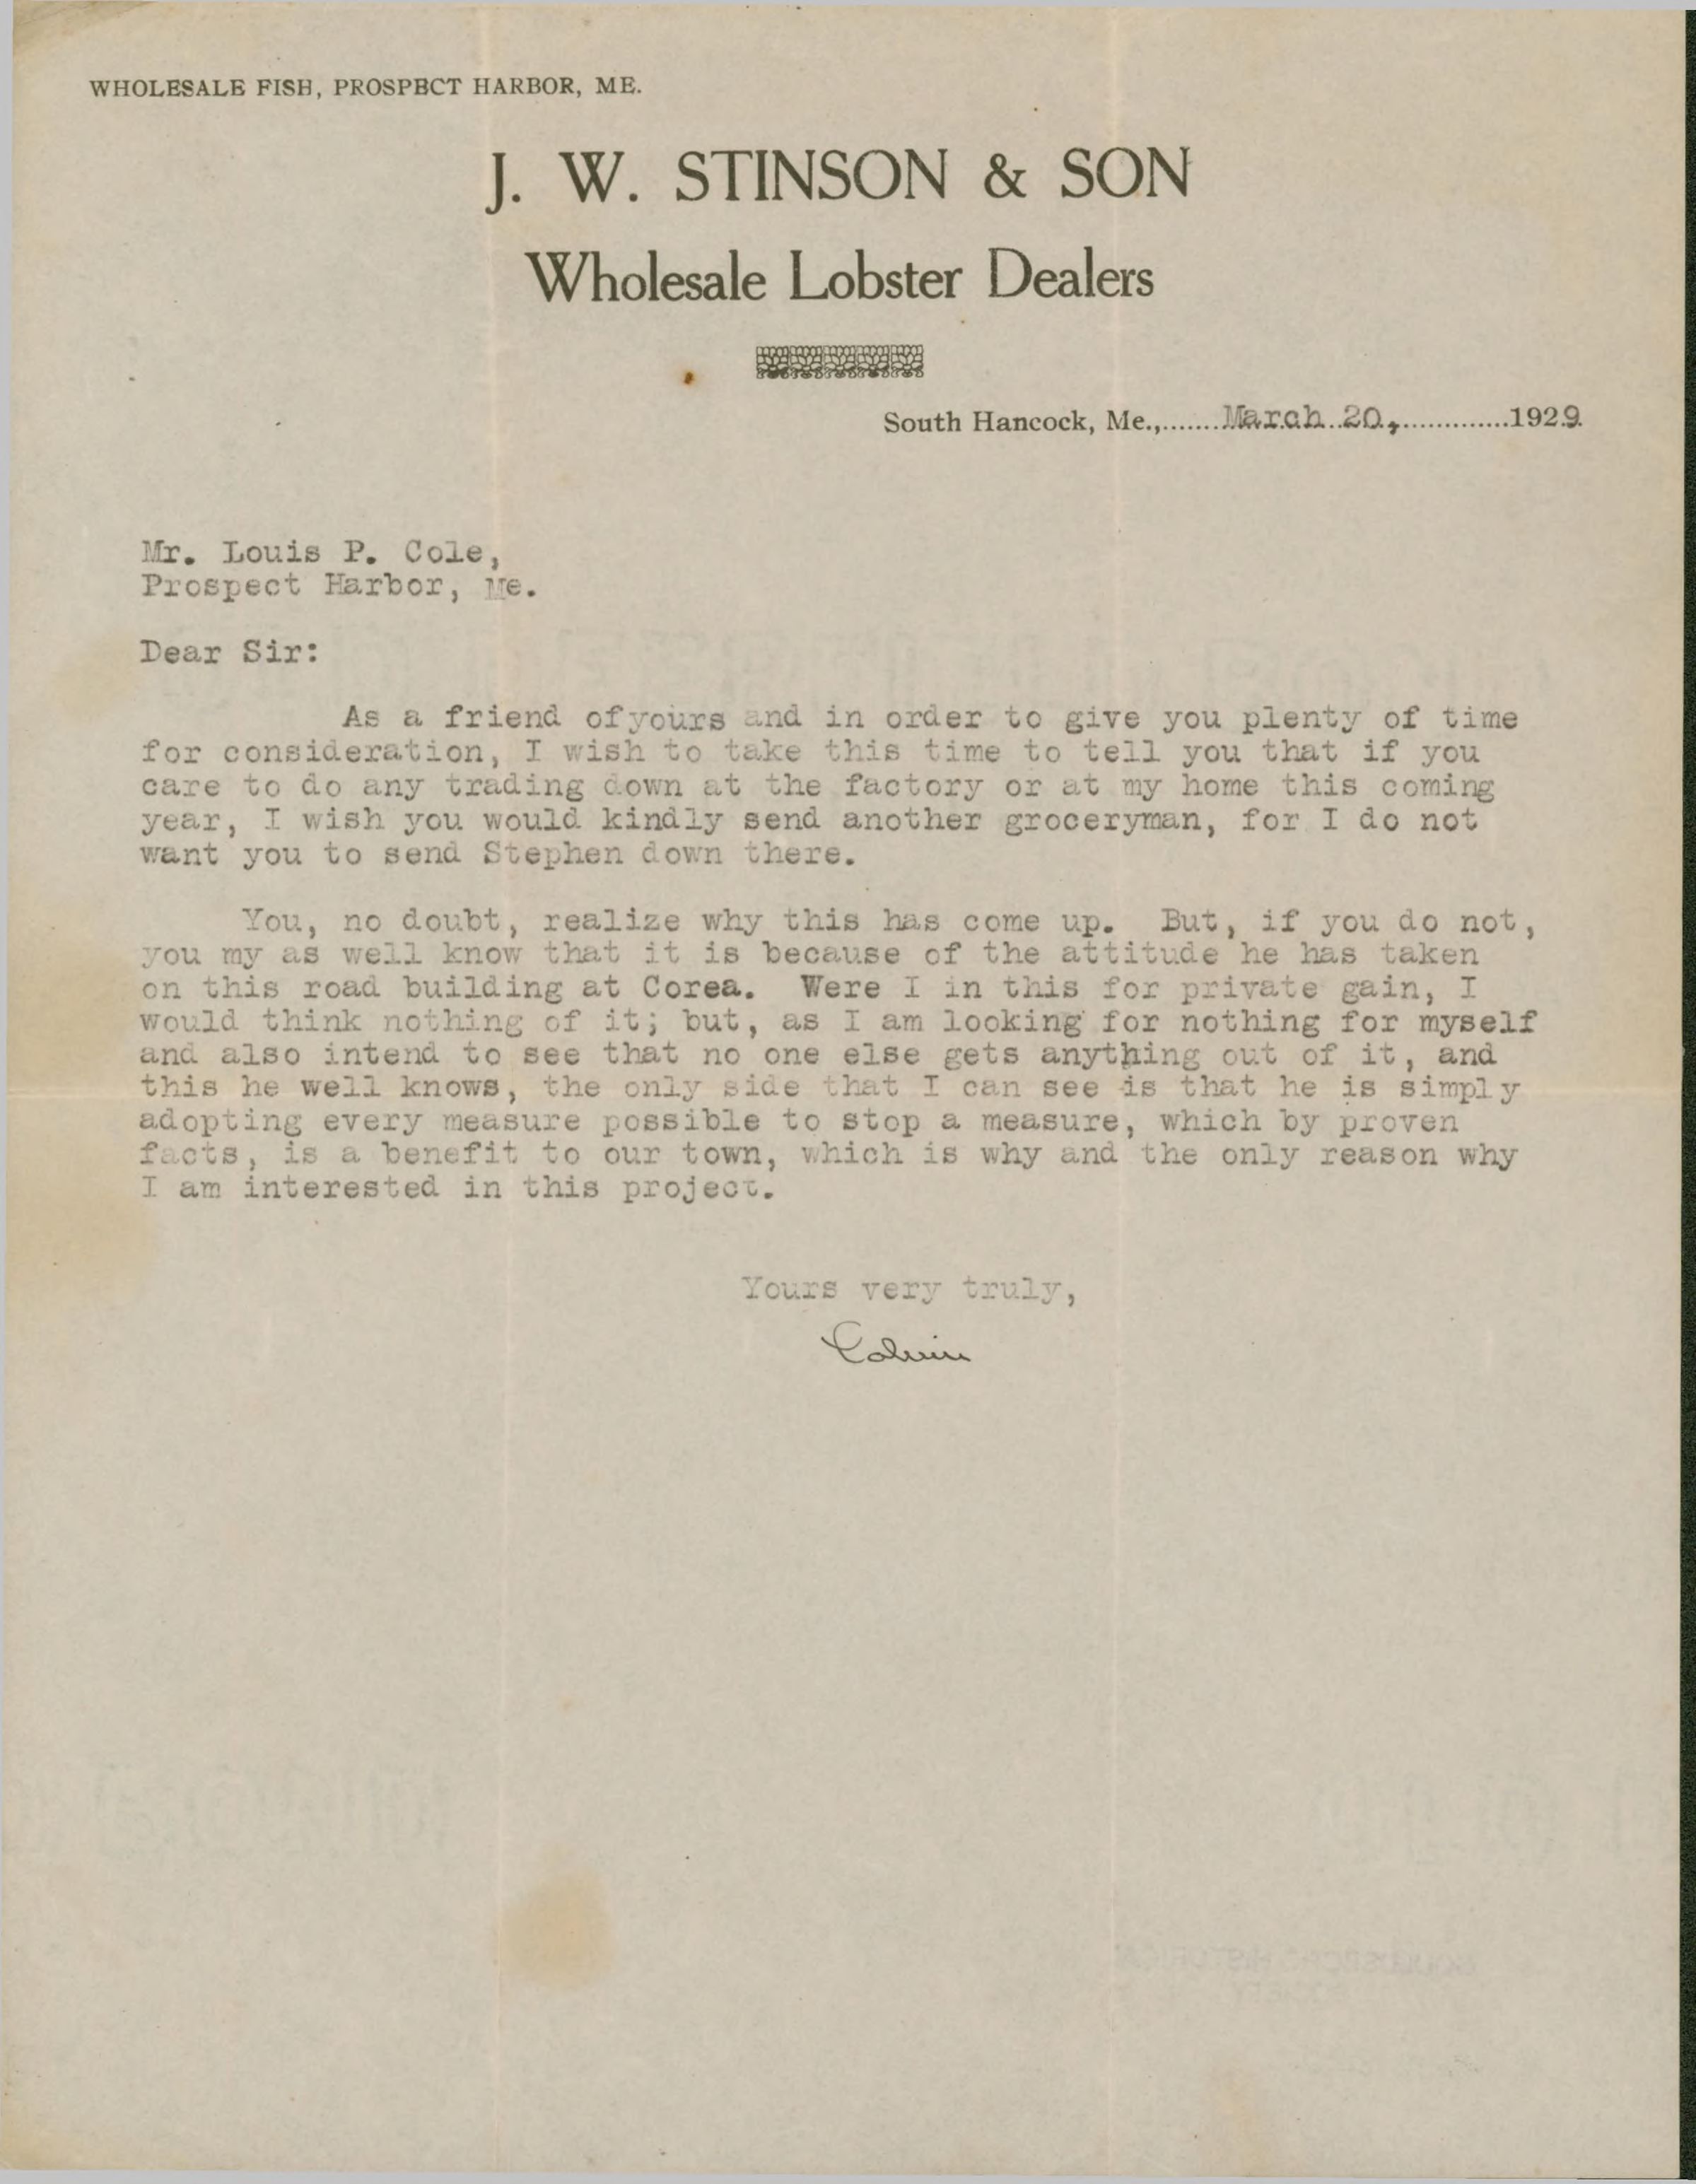 WHOLESALE FISH, PROSPECT HARBOR, ME.
J. W. STINSON & SON
Wholesale Lobster Dealers
South Hancock, Me.,.......March 20,.............1929.
Mr. Louis P. Cole,
Prospect Harbor, Me.
Dear Sir:
As a friend ofyours and in order to give you plenty of time
for consideration, I wish to take this time to tell you that if you
care to do any trading down at the factory or at my home this coming
year, I wish you would kindly send another groceryman, for I do not
want you to send Stephen down there.
You, no doubt, realize why this has come up. But, if you do not,
you my as well know that it is because of the attitude he has taken
on this road building at Corea. Were I in this for private gain, I
would think nothing of it; but, as I am looking for nothing for myself
and also intend to see that no one else gets anything out of it, and
this he well knows, the only side that I can see is that he is simply
adopting every measure possible to stop a measure, which by proven
facts, is a benefit to our town, which is why and the only reason why
I am interested in this project.
Yours very truly,
Calvin